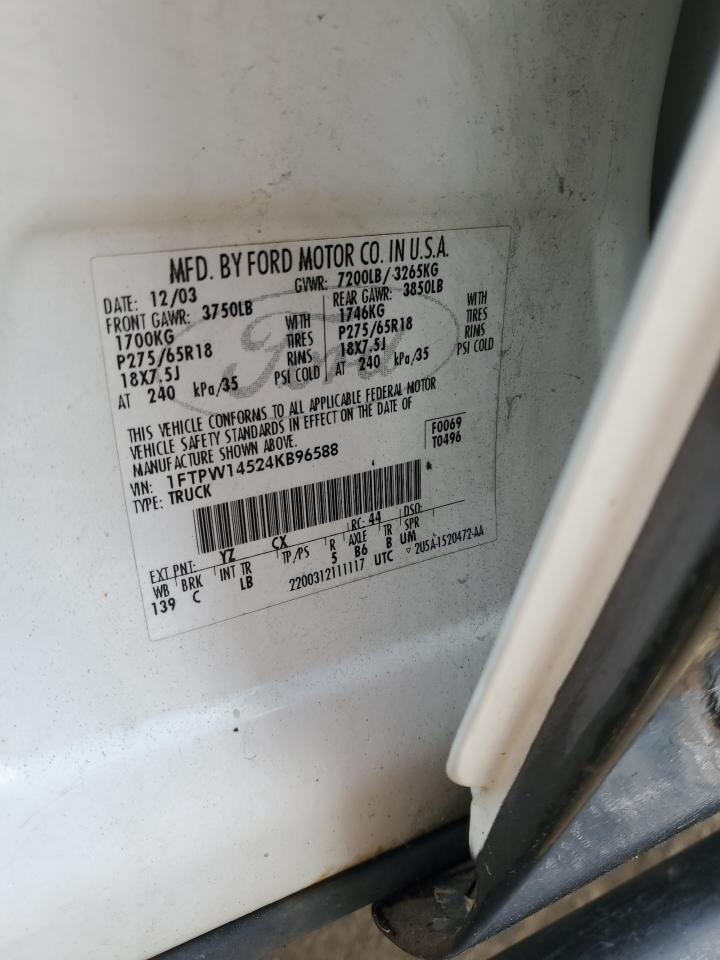 MFD. BY FORD MOTOR CO. IN U.S.A.
DATE: 12/03 GVWR: 7200LB/ 3265KG
FRONT GAWR: 3750LB REAR GAWR: 3850LB
1700KG WITH 1746KG WITH
P275/65R18 TIRES P275/65R18 TIRES
18X7.5J RIMS 18X7.5J RIMS
AT 240 kPa/35 PSI COLD AT 240 kPa/35 PSI COLD
Ford
THIS VEHICLE CONFORMS TO ALL APPLICABLE FEDERAL MOTOR
VEHICLE SAFETY STANDARDS IN EFFECT ON THE DATE OF
MANUFACTURE SHOWN ABOVE.
F0069
T0496
VIN: 1FTPW14524KB96588
TYPE: TRUCK
EXT PNT: YZ CX RC: 44 DSO:
WB BRK INT TR TP/PS R AXLE TR SPR
139 C LB 5 B6 B UM
2200312111117 UTC ▽ 2U5A-1520472-AA